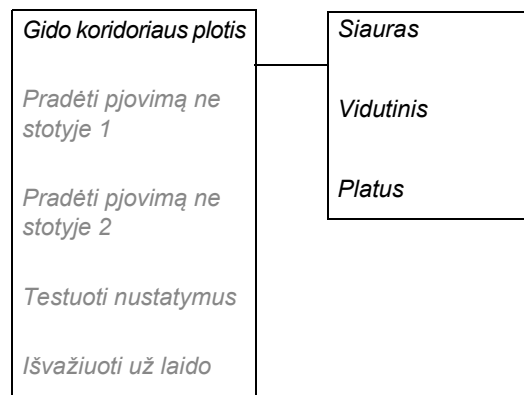 Gido koridoriaus plotis
Pradėti pjovimą ne
stotyje 1
Pradėti pjovimą ne
stotyje 2
Testuoti nustatymus
Išvažiuoti už laido
Siauras
Vidutinis
Platus